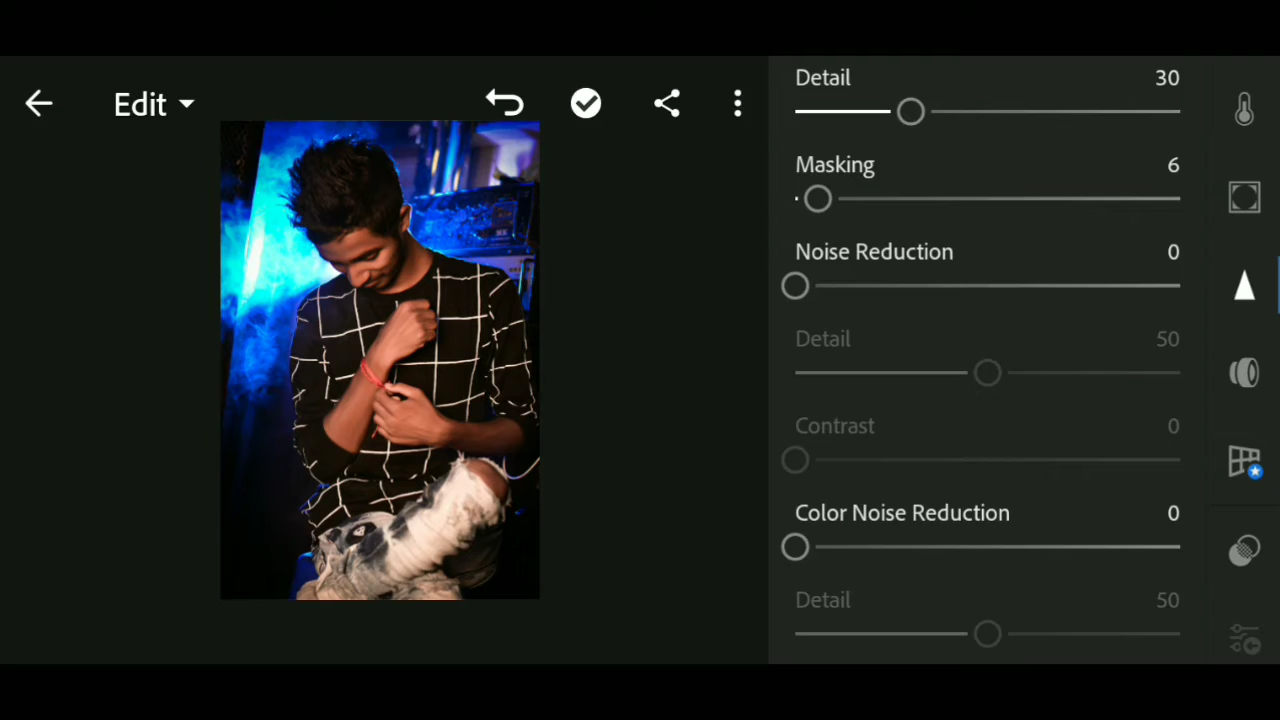 Edit
Detail 30
Masking 6
Noise Reduction 0
Detail 50
Contrast 0
Color Noise Reduction 0
Detail 50